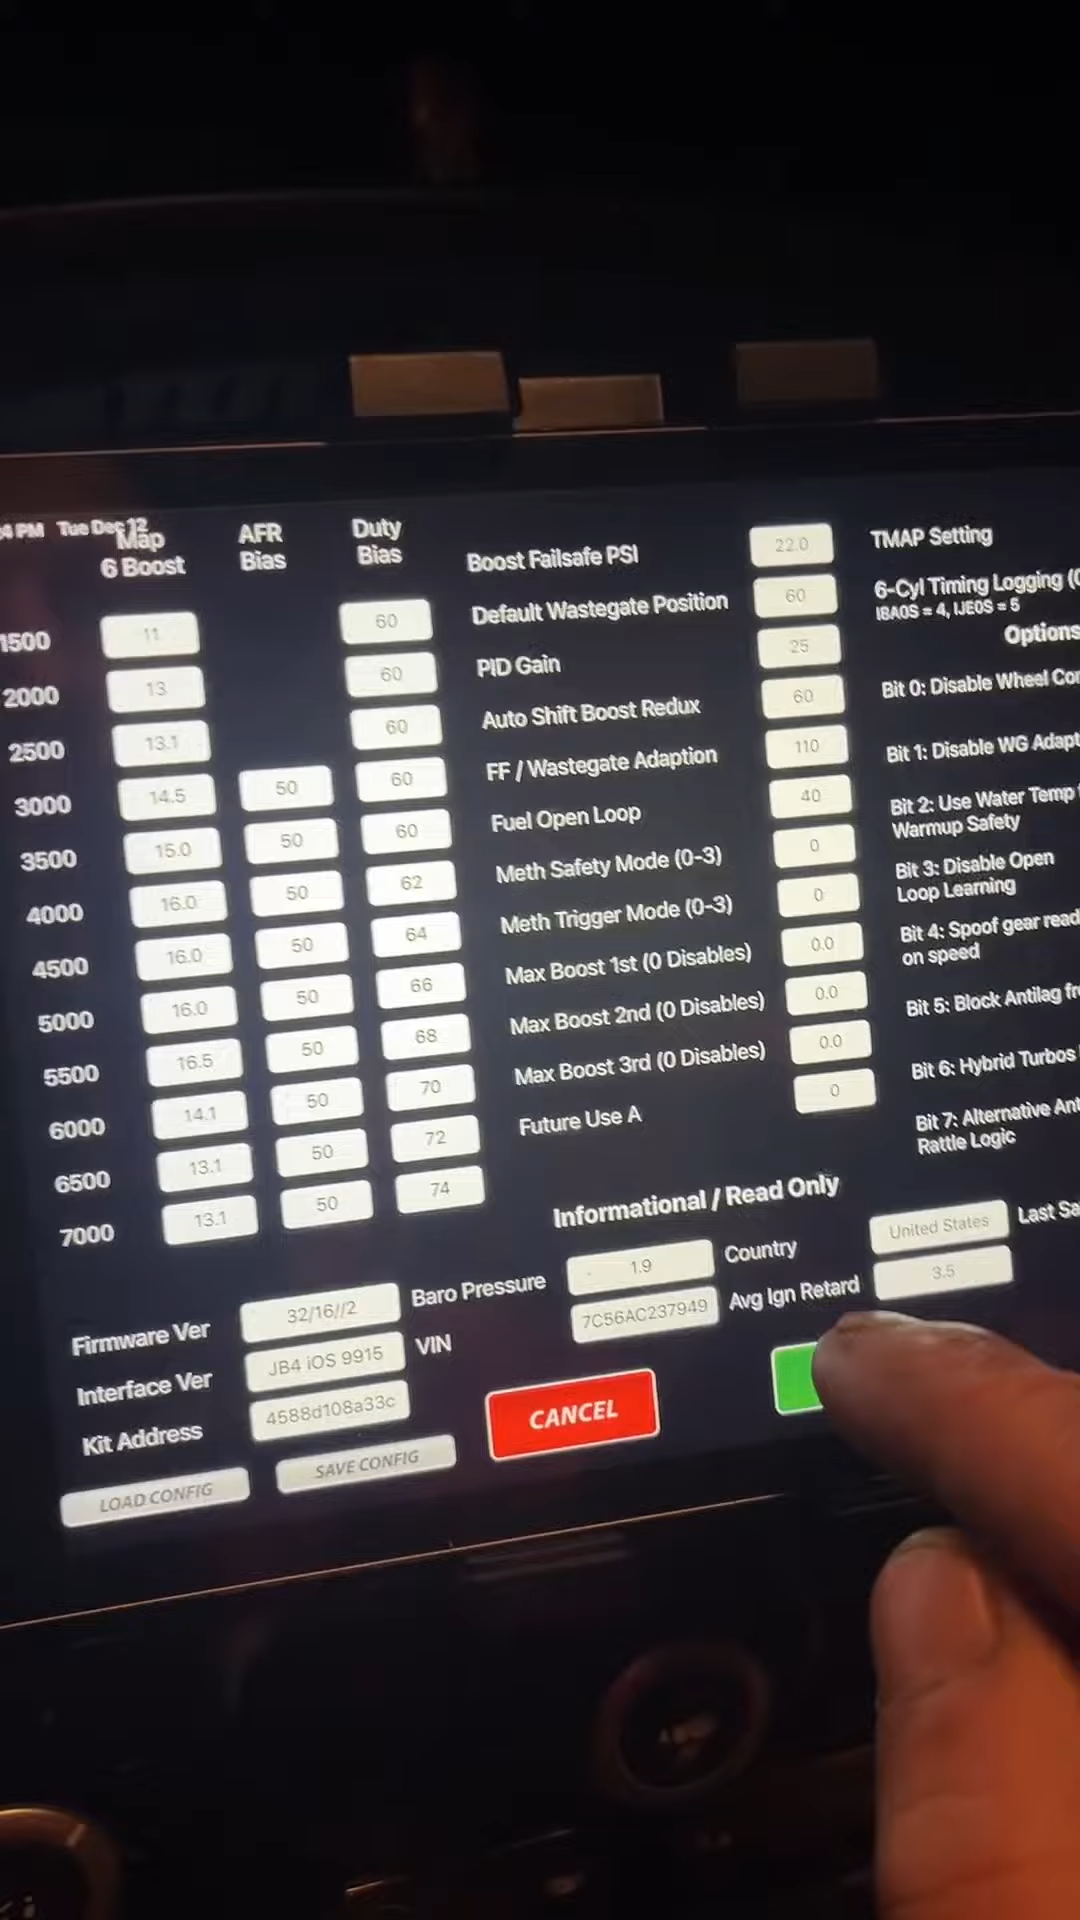 4 PM Tue Dec 12
Map
6 Boost
AFR
Bias
Duty
Bias
1500 11 60
2000 13 60
2500 13.1 60
3000 14.5 50 60
3500 15.0 50 60
4000 16.0 50 62
4500 16.0 50 64
5000 16.0 50 66
5500 16.5 50 68
6000 14.1 50 70
6500 13.1 50 72
7000 13.1 50 74
Boost Failsafe PSI 22.0
Default Wastegate Position 60
PID Gain 25
Auto Shift Boost Redux 60
FF / Wastegate Adaption 110
Fuel Open Loop 40
Meth Safety Mode (0-3) 0
Meth Trigger Mode (0-3) 0
Max Boost 1st (0 Disables) 0.0
Max Boost 2nd (0 Disables) 0.0
Max Boost 3rd (0 Disables) 0.0
Future Use A 0
TMAP Setting
6-Cyl Timing Logging (
IBA0S = 4, IJE0S = 5
Options
Bit 0: Disable Wheel Con
Bit 1: Disable WG Adapt
Bit 2: Use Water Temp
Warmup Safety
Bit 3: Disable Open
Loop Learning
Bit 4: Spoof gear read
on speed
Bit 5: Block Antilag fr
Bit 6: Hybrid Turbos
Bit 7: Alternative Ant
Rattle Logic
Informational / Read Only
Firmware Ver 32/16//2
Baro Pressure 1.9
Country United States
Last Sa
Interface Ver JB4 iOS 9915
VIN 7C56AC237949
Avg Ign Retard 3.5
Kit Address 4588d108a33c
LOAD CONFIG
SAVE CONFIG
CANCEL